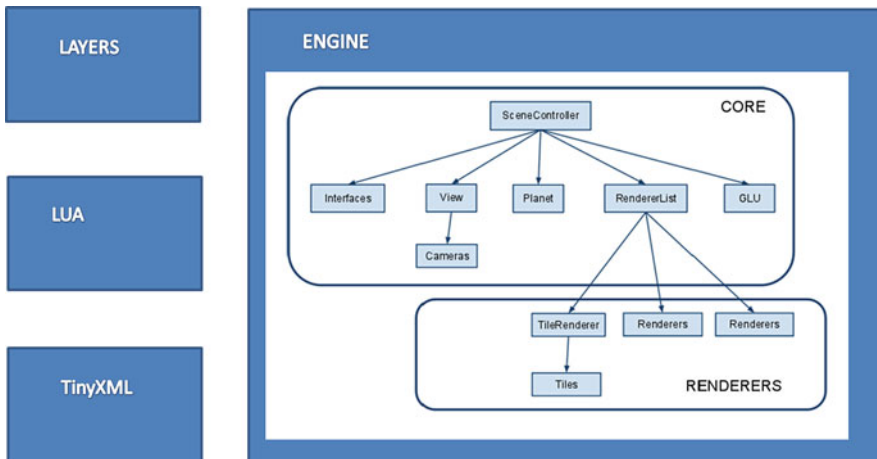 LAYERS
LUA
TinyXML
ENGINE
CORE
SceneController
Interfaces
View
Planet
RendererList
GLU
Cameras
TileRenderer
Renderers
Renderers
Tiles
RENDERERS